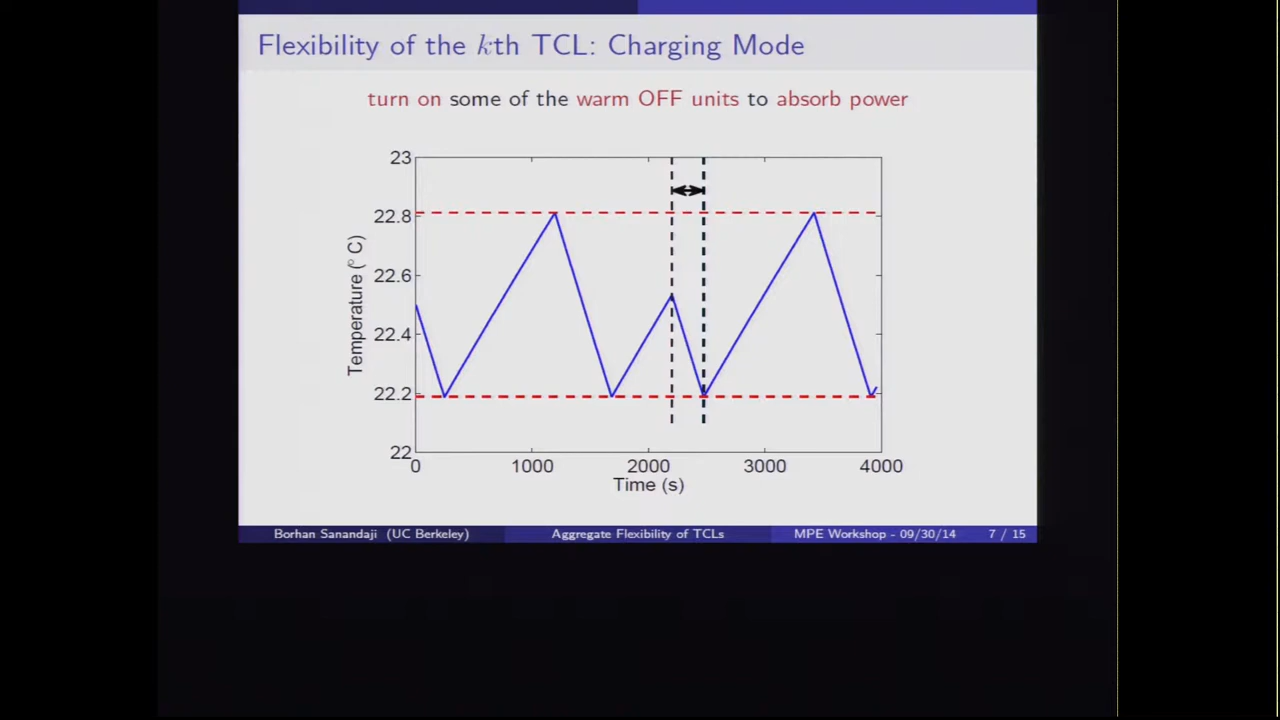 Flexibility of the kth TCL: Charging Mode
turn on some of the warm OFF units to absorb power
23
22.8
22.6
22.4
22.2
22
Temperature (° C)
0 1000 2000 3000 4000
Time (s)
Borhan Sanandaji (UC Berkeley) Aggregate Flexibility of TCLs MPE Workshop - 09/30/14 7 / 15